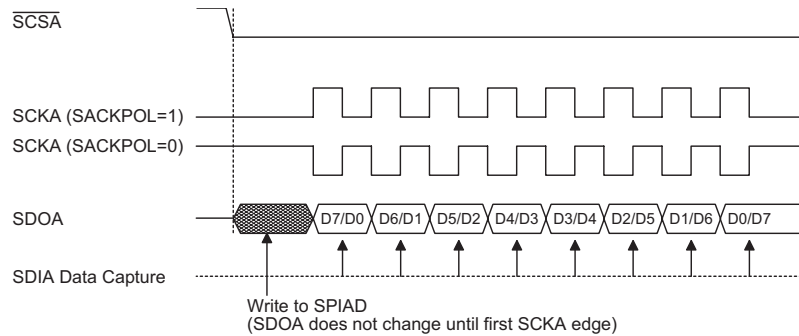 SCSA
SCKA (SACKPOL=1)
SCKA (SACKPOL=0)
SDOA
D7/D0 D6/D1 D5/D2 D4/D3 D3/D4 D2/D5 D1/D6 D0/D7
SDIA Data Capture
Write to SPIAD
(SDOA does not change until first SCKA edge)